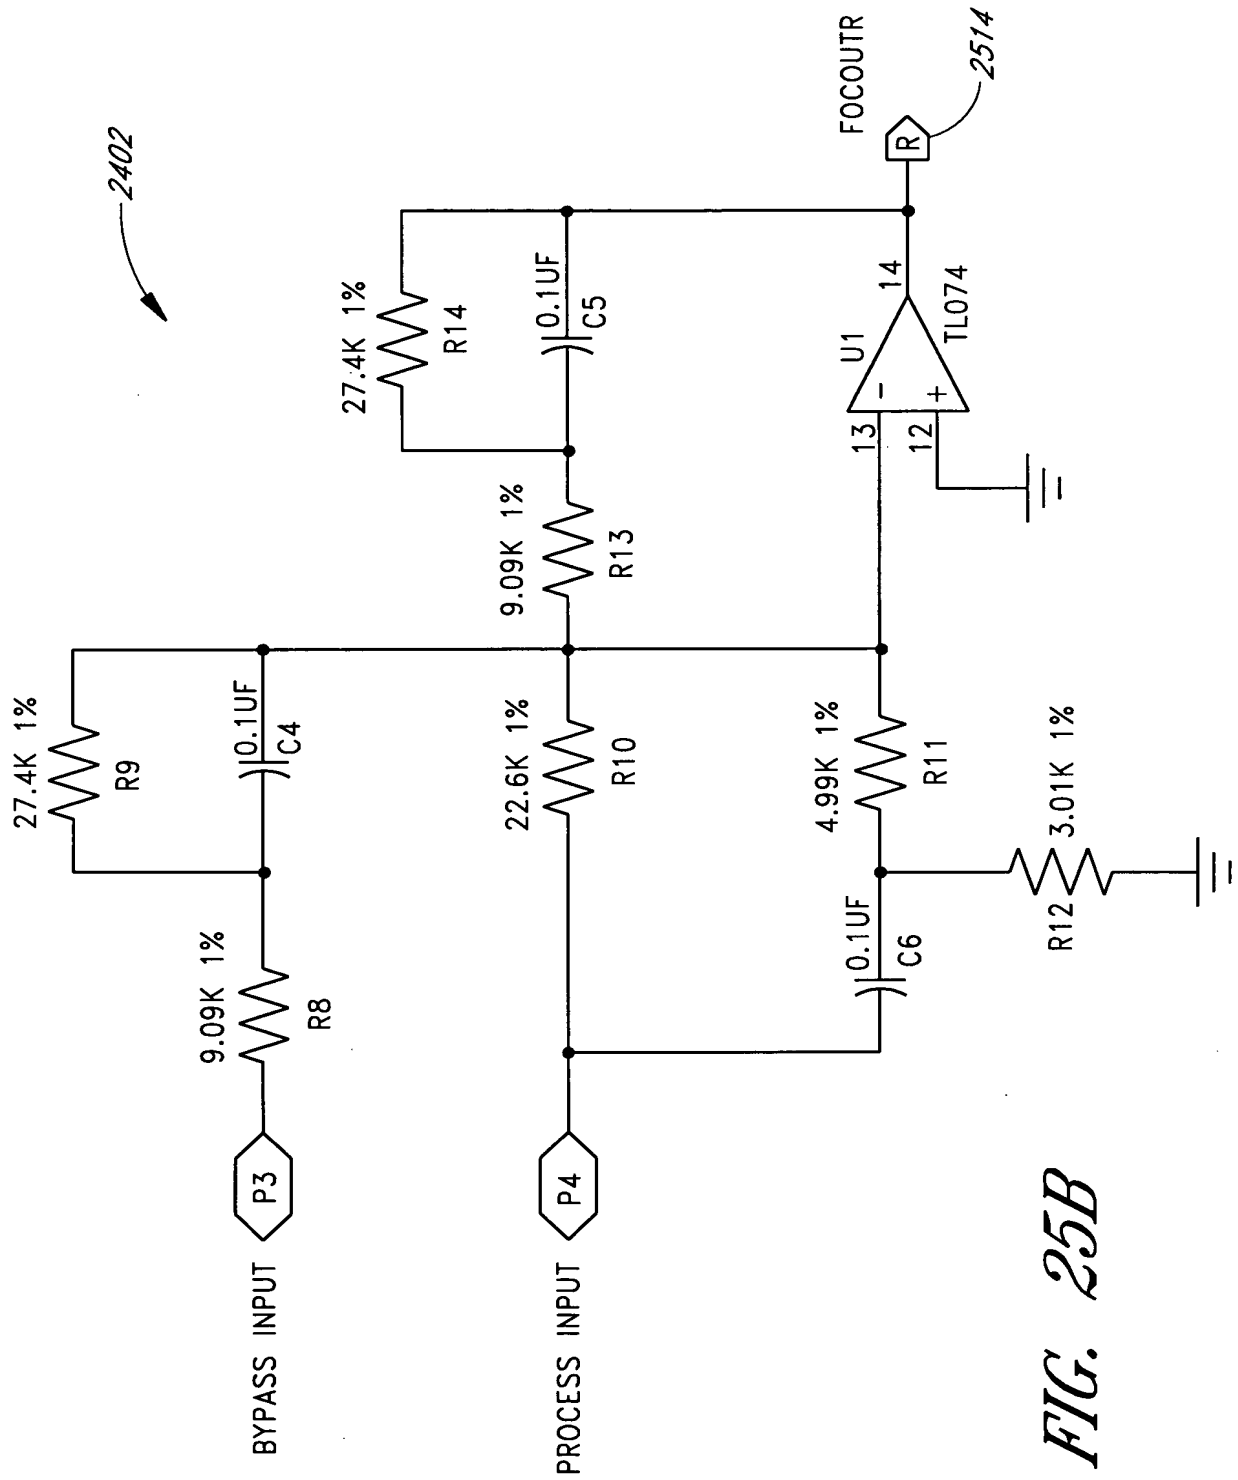 2402
27.4K 1%
R9
0.1UF
C4
9.09K 1%
R8
P3
BYPASS INPUT
27.4K 1%
R14
0.1UF
C5
9.09K 1%
R13
22.6K 1%
R10
P4
PROCESS INPUT
FOCOUTR
R
2514
U1
14
TL074
13
12
-
+
4.99K 1%
R11
0.1UF
C6
R12
3.01K 1%
FIG. 25B